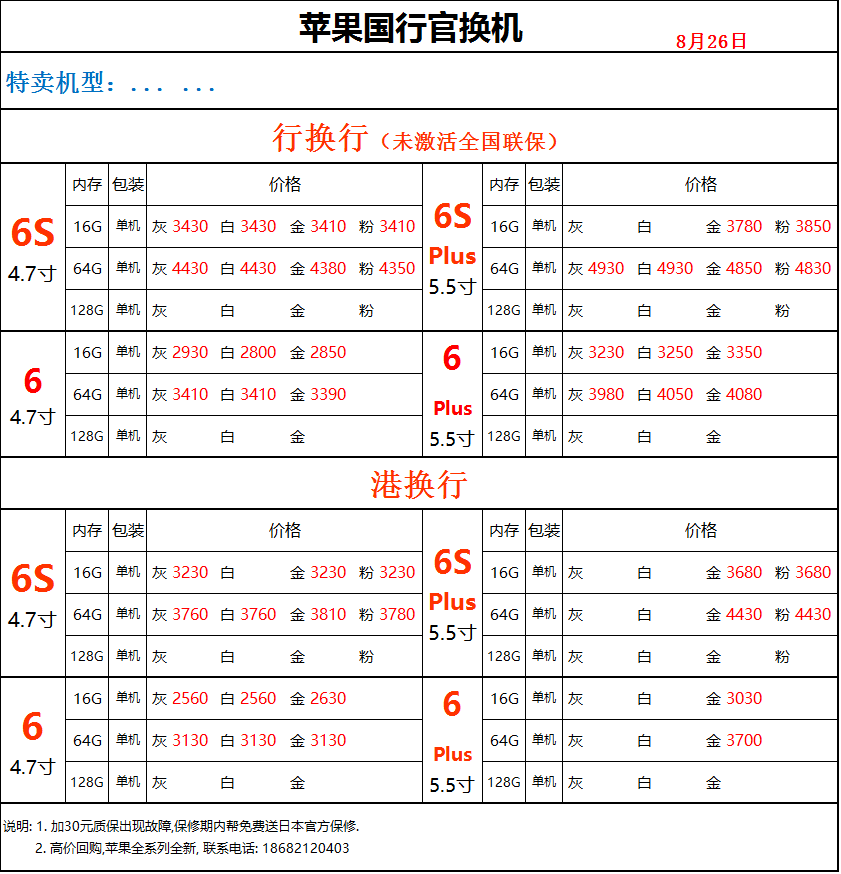 苹果国行官换机
8月26日
特卖机型：... ...
行换行（未激活全国联保）
6S 4.7寸
内存 包装 价格
16G 单机 灰 3430 白 3430 金 3410 粉 3410
64G 单机 灰 4430 白 4430 金 4380 粉 4350
128G 单机 灰 白 金 粉
6S Plus 5.5寸
内存 包装 价格
16G 单机 灰 白 金 3780 粉 3850
64G 单机 灰 4930 白 4930 金 4850 粉 4830
128G 单机 灰 白 金 粉
6 4.7寸
16G 单机 灰 2930 白 2800 金 2850
64G 单机 灰 3410 白 3410 金 3390
128G 单机 灰 白 金
6 Plus 5.5寸
16G 单机 灰 3230 白 3250 金 3350
64G 单机 灰 3980 白 4050 金 4080
128G 单机 灰 白 金
港换行
6S 4.7寸
内存 包装 价格
16G 单机 灰 3230 白 金 3230 粉 3230
64G 单机 灰 3760 白 3760 金 3810 粉 3780
128G 单机 灰 白 金 粉
6S Plus 5.5寸
内存 包装 价格
16G 单机 灰 白 金 3680 粉 3680
64G 单机 灰 白 金 4430 粉 4430
128G 单机 灰 白 金 粉
6 4.7寸
16G 单机 灰 2560 白 2560 金 2630
64G 单机 灰 3130 白 3130 金 3130
128G 单机 灰 白 金
6 Plus 5.5寸
16G 单机 灰 白 金 3030
64G 单机 灰 白 金 3700
128G 单机 灰 白 金
说明: 1. 加30元质保出现故障,保修期内帮免费送日本官方保修.
2. 高价回购,苹果全系列全新, 联系电话: 18682120403